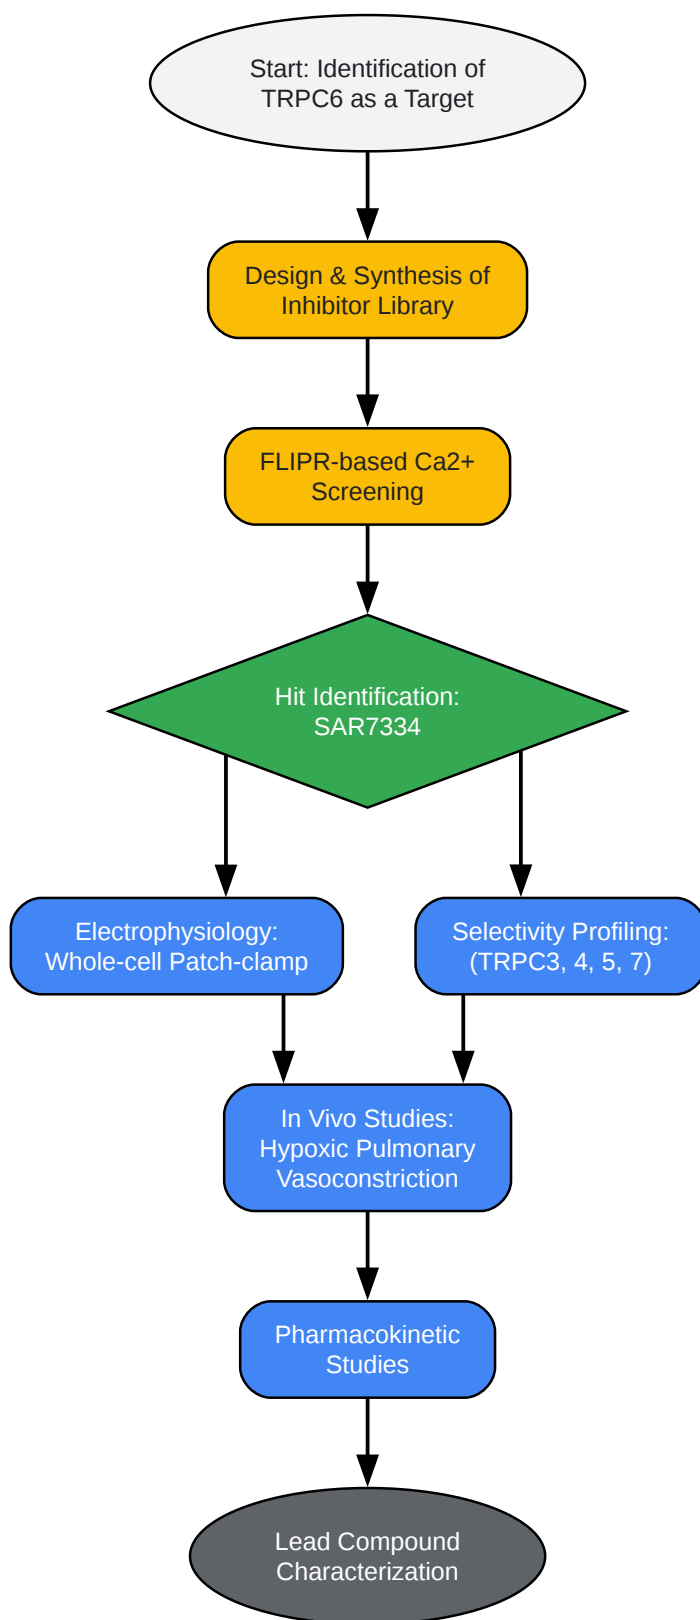 Start: Identification of
TRPC6 as a Target
Design & Synthesis of
Inhibitor Library
FLIPR-based Ca2+
Screening
Hit Identification:
SAR7334
Electrophysiology:
Whole-cell Patch-clamp
Selectivity Profiling:
(TRPC3, 4, 5, 7)
In Vivo Studies:
Hypoxic Pulmonary
Vasoconstriction
Pharmacokinetic
Studies
Lead Compound
Characterization